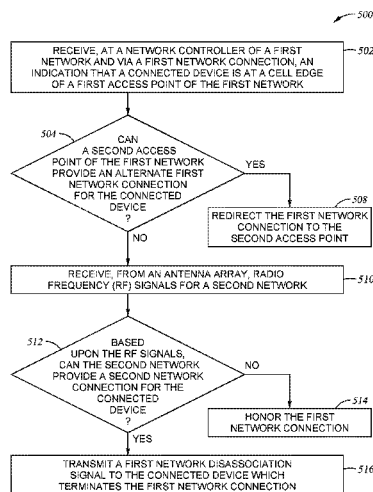 500
RECEIVE, AT A NETWORK CONTROLLER OF A FIRST
NETWORK AND VIA A FIRST NETWORK CONNECTION, AN
INDICATION THAT A CONNECTED DEVICE IS AT A CELL EDGE
OF A FIRST ACCESS POINT OF THE FIRST NETWORK
502
504
CAN
A SECOND ACCESS
POINT OF THE FIRST NETWORK
PROVIDE AN ALTERNATE FIRST
NETWORK CONNECTION
FOR THE CONNECTED
DEVICE
?
YES
508
REDIRECT THE FIRST NETWORK
CONNECTION TO THE
SECOND ACCESS POINT
NO
RECEIVE, FROM AN ANTENNA ARRAY, RADIO
FREQUENCY (RF) SIGNALS FOR A SECOND NETWORK
510
512
BASED
UPON THE RF SIGNALS,
CAN THE SECOND NETWORK
PROVIDE A SECOND NETWORK
CONNECTION FOR THE
CONNECTED
DEVICE
?
NO
514
HONOR THE FIRST
NETWORK CONNECTION
YES
TRANSMIT A FIRST NETWORK DISASSOCIATION
SIGNAL TO THE CONNECTED DEVICE WHICH
TERMINATES THE FIRST NETWORK CONNECTION
516